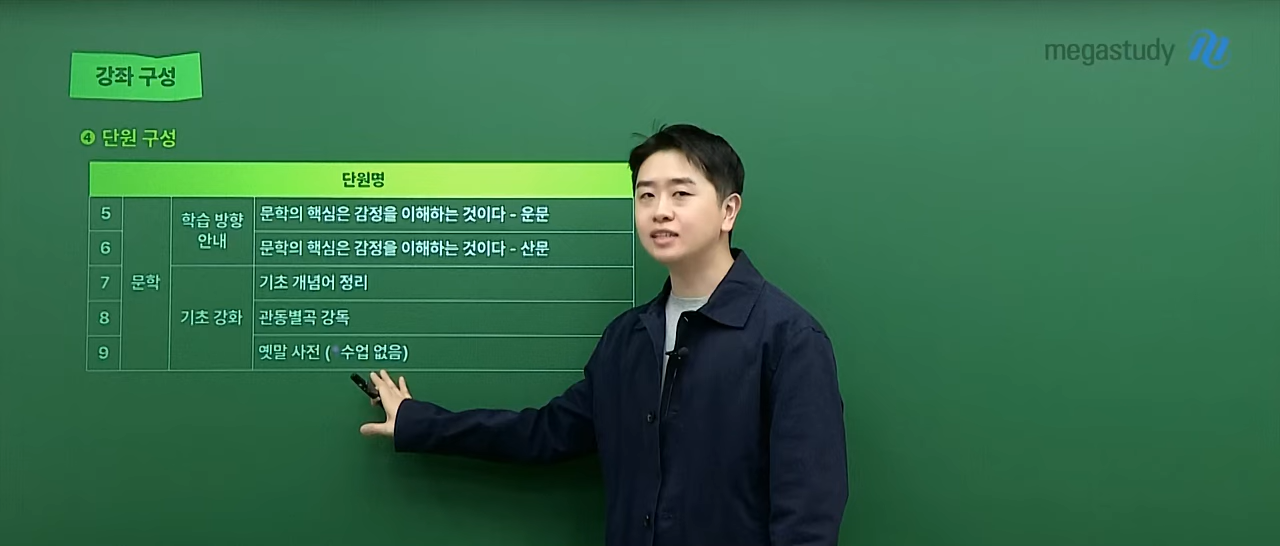 megastudy
강좌 구성
❹ 단원 구성
단원명
5 문학 학습 방향 안내 문학의 핵심은 감정을 이해하는 것이다 - 운문
6 문학의 핵심은 감정을 이해하는 것이다 - 산문
7 기초 강화 기초 개념어 정리
8 관동별곡 강독
9 옛말 사전 (*수업 없음)